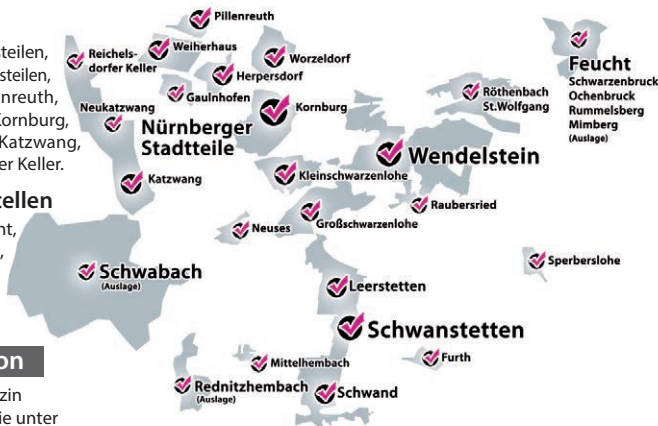 steilen,
steilen,
nreuth,
Kornburg,
Katzwang,
er Keller.
tellen
nt,
,
on
zin
ie unter
Pillenreuth
Reichels-
dorfer Keller
Weiherhaus
Worzeldorf
Herpersdorf
Gaulnhofen
Neukatzwang
Kornburg
Nürnberger
Stadtteile
Katzwang
Feucht
Schwarzenbruck
Ochenbruck
Rummelsberg
Mimberg
(Auslage)
Röthenbach
St.Wolfgang
Wendelstein
Kleinschwarzenlohe
Raubersried
Großschwarzenlohe
Neuses
Schwabach
(Auslage)
Sperberslohe
Leerstetten
Schwanstetten
Mittelhembach
Furth
Rednitzhembach
(Auslage)
Schwand